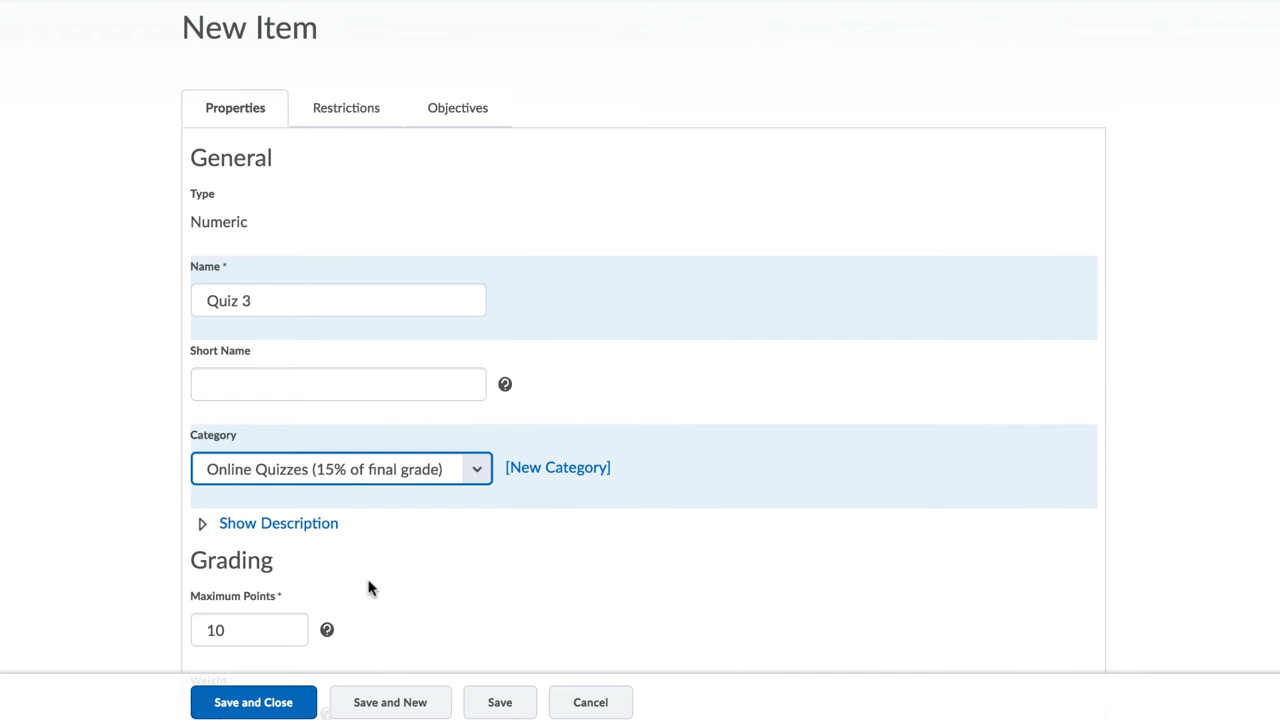 New Item
Properties
Restrictions
Objectives
General
Type
Numeric
Name *
Quiz 3
Short Name
Category
Online Quizzes (15% of final grade)
[New Category]
Show Description
Grading
Maximum Points *
10
Weight *
Save and Close
Save and New
Save
Cancel